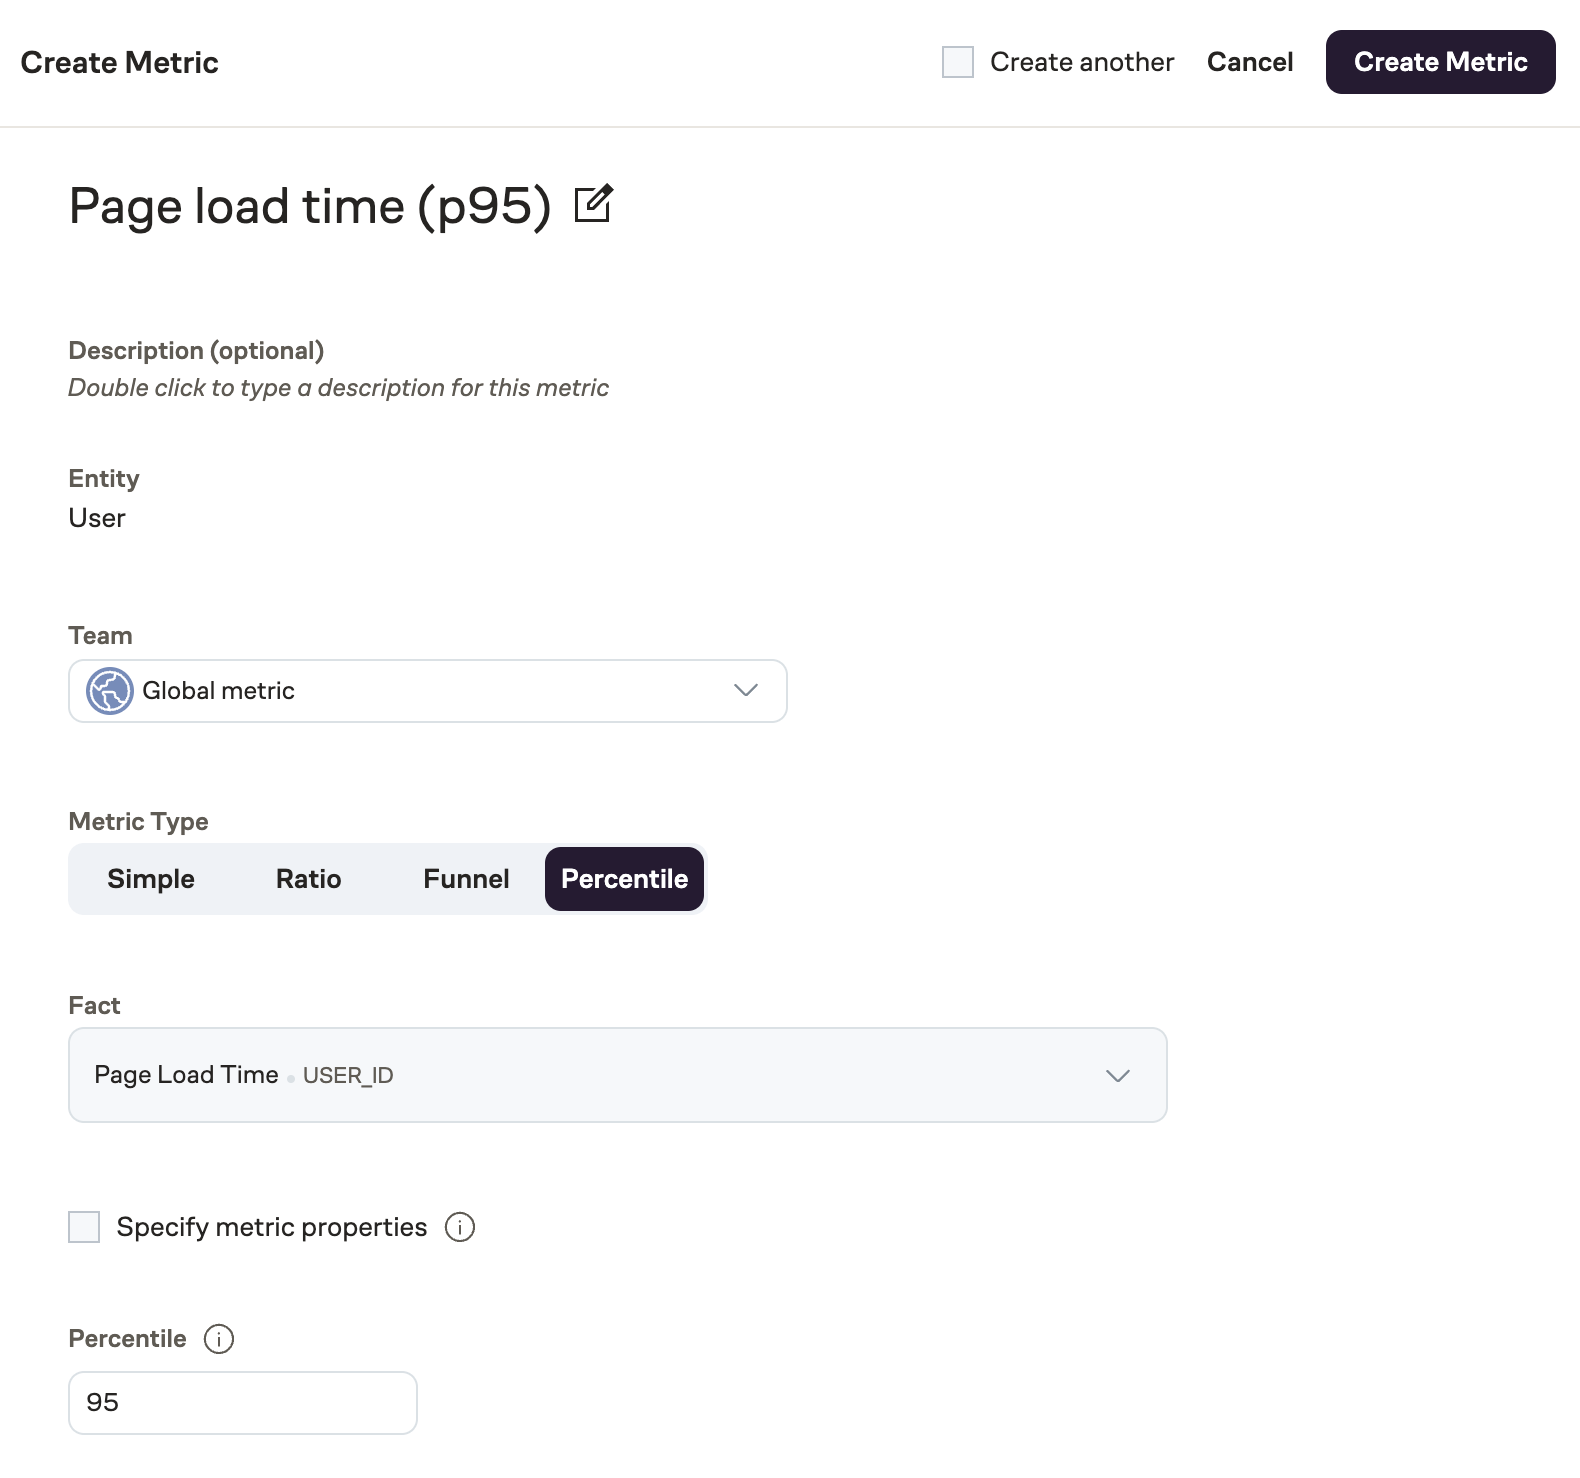 Create Metric
Create another
Cancel
Create Metric
Page load time (p95)
Description (optional)
Double click to type a description for this metric
Entity
User
Team
Global metric
Metric Type
Simple
Ratio
Funnel
Percentile
Fact
Page Load Time • USER_ID
Specify metric properties
Percentile
95